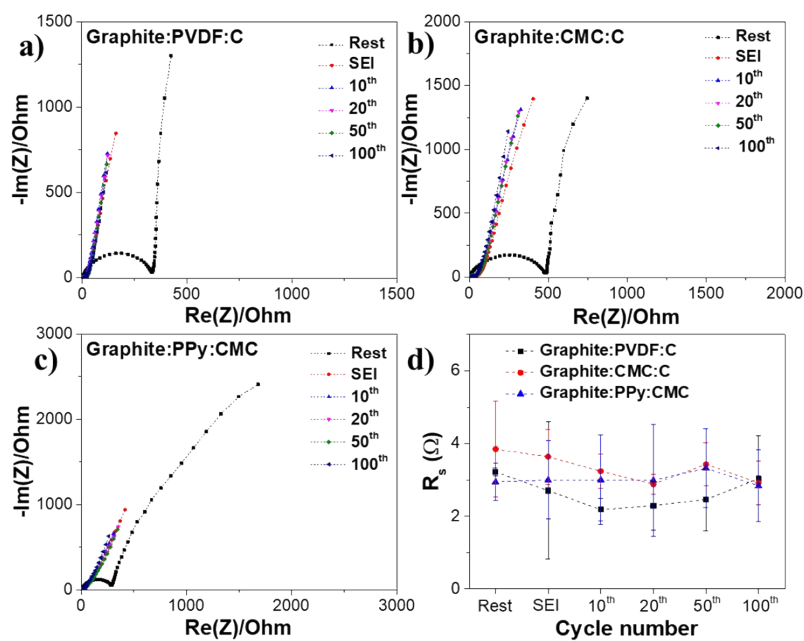 a)
Graphite:PVDF:C
Rest
SEI
10th
20th
50th
100th
1500
1000
500
0
0 500 1000 1500
-Im(Z)/Ohm
Re(Z)/Ohm
b)
Graphite:CMC:C
Rest
SEI
10th
20th
50th
100th
2000
1500
1000
500
0
0 500 1000 1500 2000
-Im(Z)/Ohm
Re(Z)/Ohm
c)
Graphite:PPy:CMC
Rest
SEI
10th
20th
50th
100th
3000
2000
1000
0
0 1000 2000 3000
-Im(Z)/Ohm
Re(Z)/Ohm
d)
Graphite:PVDF:C
Graphite:CMC:C
Graphite:PPy:CMC
6
4
2
0
Rs (Ω)
Rest SEI 10th 20th 50th 100th
Cycle number